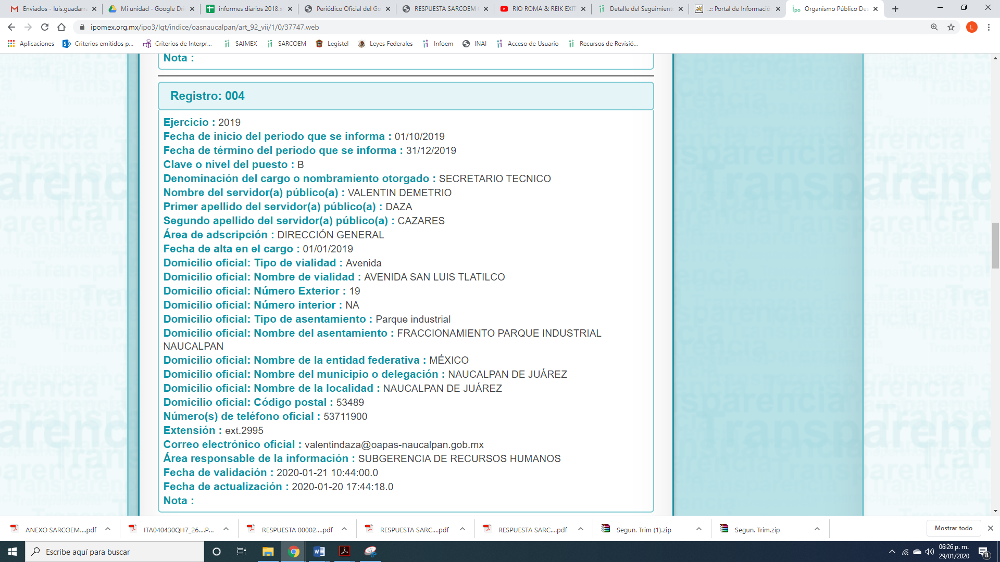 Enviados - luis.guadarra
Mi unidad - Google Dri
informes diarios 2018.x
Periódico Oficial del Go
RESPUESTA SARCOEM
RIO ROMA & REIK EXIT
Detalle del Seguimiento
..:: Portal de Informació
Organismo Público Des
ipomex.org.mx/ipo3/lgt/indice/oasnaucalpan/art_92_vii/1/0/37747.web
L
Aplicaciones
Criterios emitidos p...
Criterios de Interpr...
SAIMEX
SARCOEM
Legistel
Leyes Federales
Infoem
INAI
Acceso de Usuario
Recursos de Revisió...
Nota :
Registro: 004
Ejercicio : 2019
Fecha de inicio del periodo que se informa : 01/10/2019
Fecha de término del periodo que se informa : 31/12/2019
Clave o nivel del puesto : B
Denominación del cargo o nombramiento otorgado : SECRETARIO TECNICO
Nombre del servidor(a) público(a) : VALENTIN DEMETRIO
Primer apellido del servidor(a) público(a) : DAZA
Segundo apellido del servidor(a) público(a) : CAZARES
Área de adscripción : DIRECCIÓN GENERAL
Fecha de alta en el cargo : 01/01/2019
Domicilio oficial: Tipo de vialidad : Avenida
Domicilio oficial: Nombre de vialidad : AVENIDA SAN LUIS TLATILCO
Domicilio oficial: Número Exterior : 19
Domicilio oficial: Número interior : NA
Domicilio oficial: Tipo de asentamiento : Parque industrial
Domicilio oficial: Nombre del asentamiento : FRACCIONAMIENTO PARQUE INDUSTRIAL
NAUCALPAN
Domicilio oficial: Nombre de la entidad federativa : MÉXICO
Domicilio oficial: Nombre del municipio o delegación : NAUCALPAN DE JUÁREZ
Domicilio oficial: Nombre de la localidad : NAUCALPAN DE JUÁREZ
Domicilio oficial: Código postal : 53489
Número(s) de teléfono oficial : 53711900
Extensión : ext.2995
Correo electrónico oficial : valentindaza@oapas-naucalpan.gob.mx
Área responsable de la información : SUBGERENCIA DE RECURSOS HUMANOS
Fecha de validación : 2020-01-21 10:44:00.0
Fecha de actualización : 2020-01-20 17:44:18.0
Nota :
ANEXO SARCOEM....pdf
ITA040430QH7_26....P...
RESPUESTA 00002....pdf
RESPUESTA SARC....pdf
RESPUESTA SARC....pdf
Segun. Trim (1).zip
Segun. Trim.zip
Mostrar todo
Escribe aquí para buscar
06:26 p. m.
29/01/2020
8